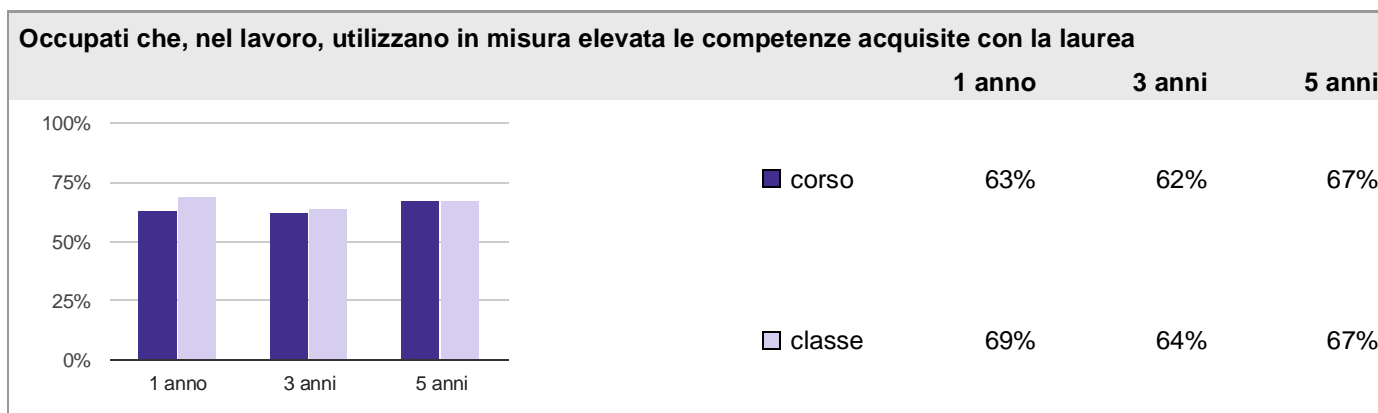 Occupati che, nel lavoro, utilizzano in misura elevata le competenze acquisite con la laurea
1 anno 3 anni 5 anni
100%
75%
50%
25%
0%
1 anno 3 anni 5 anni
corso 63% 62% 67%
classe 69% 64% 67%